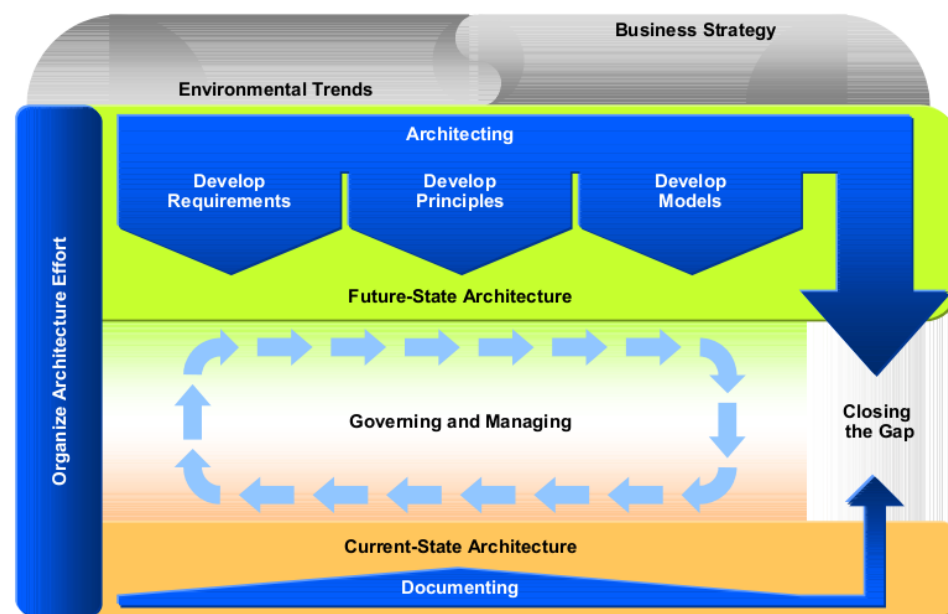 Business Strategy
Environmental Trends
Architecting
Develop
Requirements
Develop
Principles
Develop
Models
Organize Architecture Effort
Future-State Architecture
Governing and Managing
Closing
the Gap
Current-State Architecture
Documenting